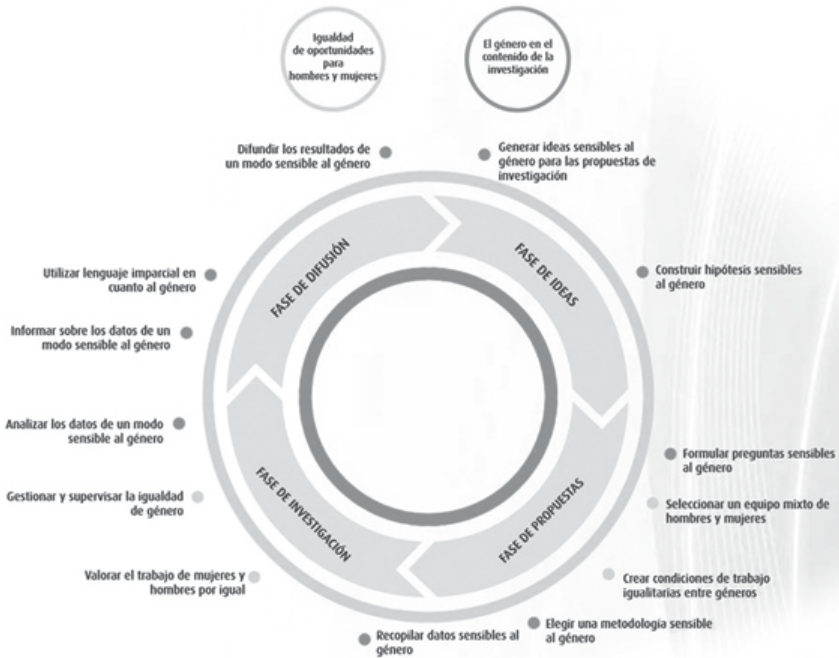 Igualdad
de oportunidades
para
hombres y mujeres
El género en el
contenido de la
investigación
Difundir los resultados de
un modo sensible al género
Generar ideas sensibles al
género para las propuestas de
investigación
Utilizar lenguaje imparcial en
cuanto al género
FASE DE DIFUSIÓN
FASE DE IDEAS
Construir hipótesis sensibles
al género
Informar sobre los datos de un
modo sensible al género
Analizar los datos de un modo
sensible al género
Formular preguntas sensibles
al género
Gestionar y supervisar la igualdad
de género
FASE DE INVESTIGACIÓN
FASE DE PROPUESTAS
Seleccionar un equipo mixto de
hombres y mujeres
Valorar el trabajo de mujeres y
hombres por igual
Crear condiciones de trabajo
igualitarias entre géneros
Recopilar datos sensibles al
género
Elegir una metodología sensible
al género